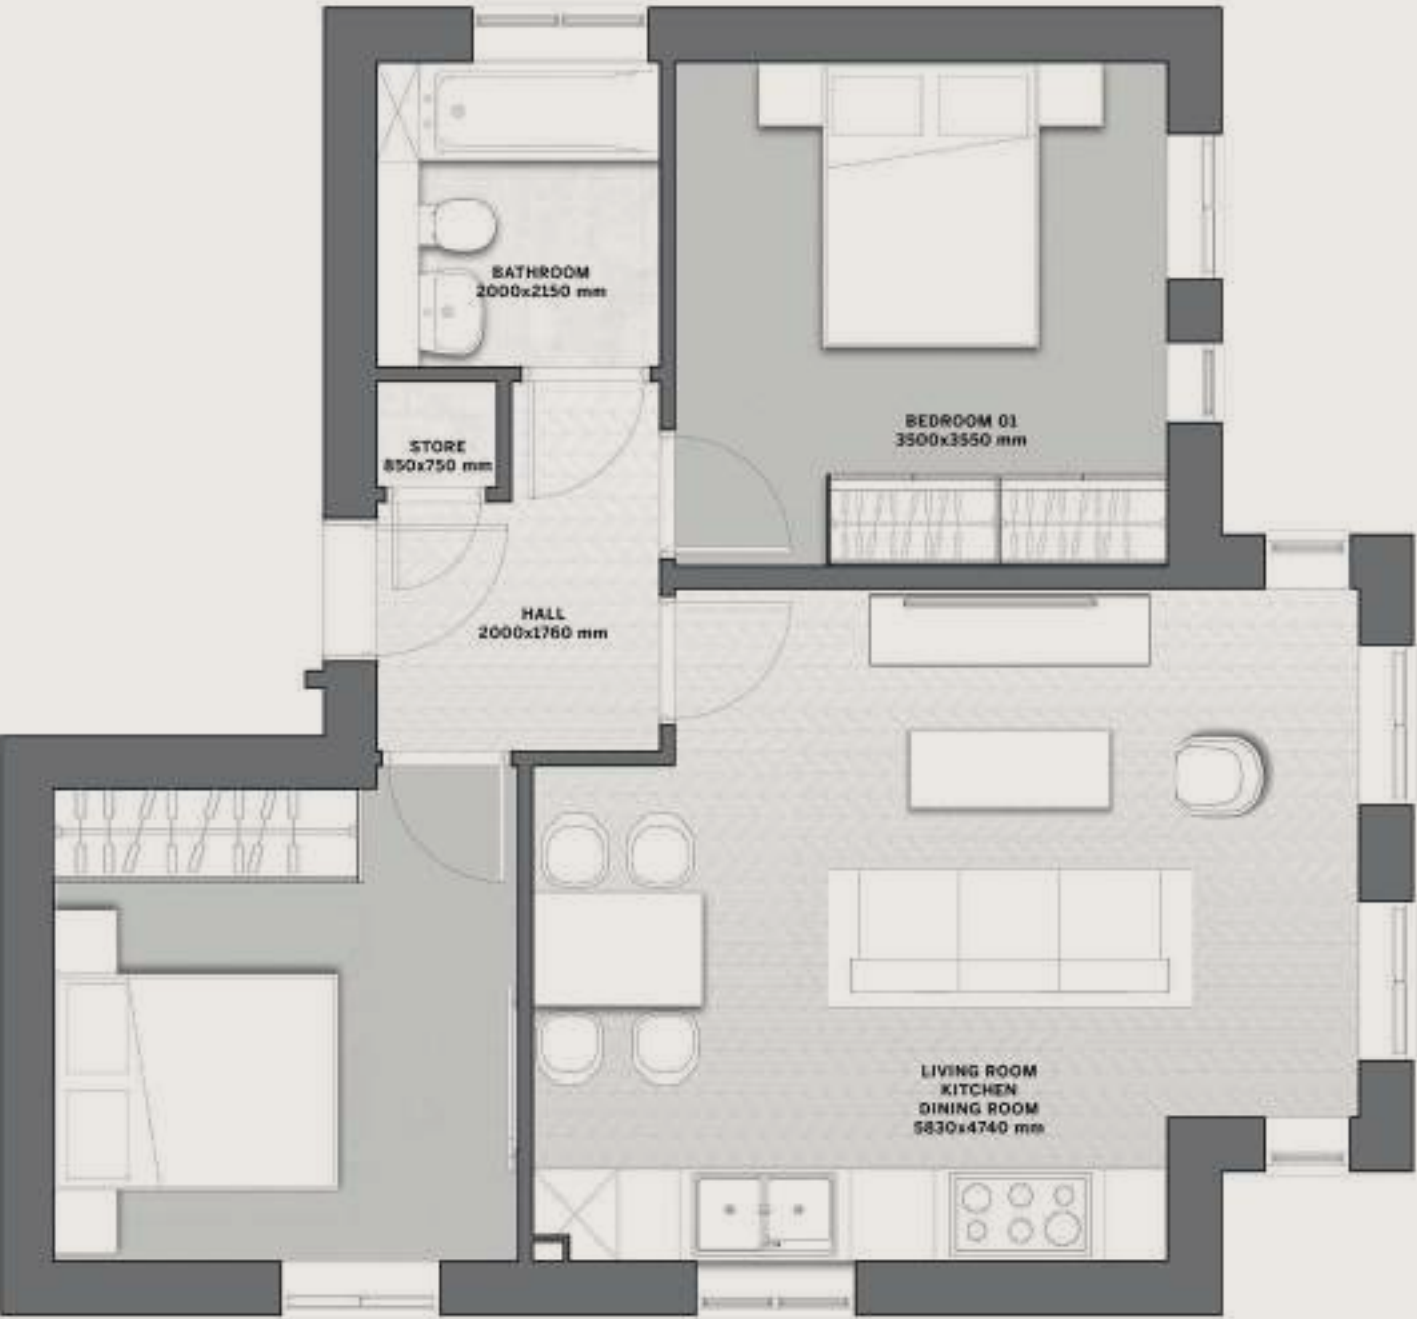 BATHROOM
2000x2150 mm
BEDROOM 01
3500x3550 mm
STORE
850x750 mm
HALL
2000x1760 mm
LIVING ROOM
KITCHEN
DINING ROOM
5830x4740 mm